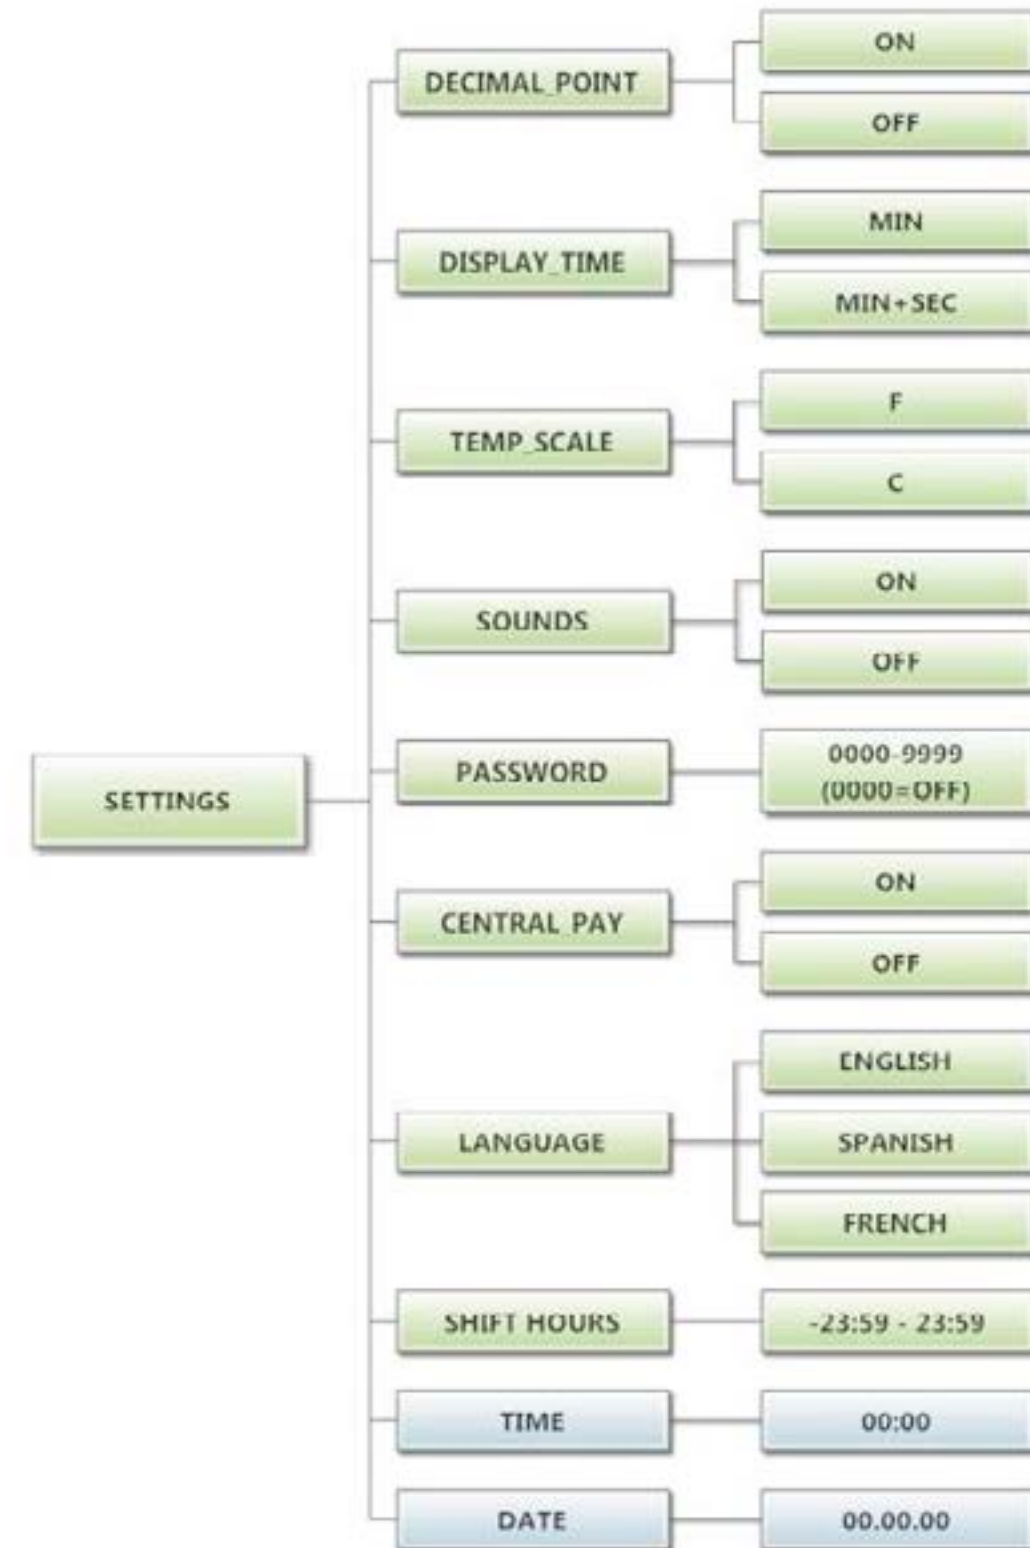 DECIMAL_POINT
ON
OFF
DISPLAY_TIME
MIN
MIN+SEC
TEMP_SCALE
F
C
SOUNDS
ON
OFF
SETTINGS
PASSWORD
0000-9999
(0000=OFF)
CENTRAL PAY
ON
OFF
LANGUAGE
ENGLISH
SPANISH
FRENCH
SHIFT HOURS
-23:59 - 23:59
TIME
00:00
DATE
00.00.00